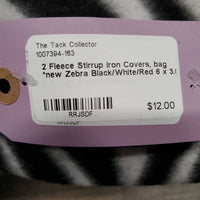 The Tack Collector
1007394-163
2 Fleece Stirrup Iron Covers, bag
*new Zebra Black/White/Red 6 x 3.
$12.00
RRJSDF
RRJSDF